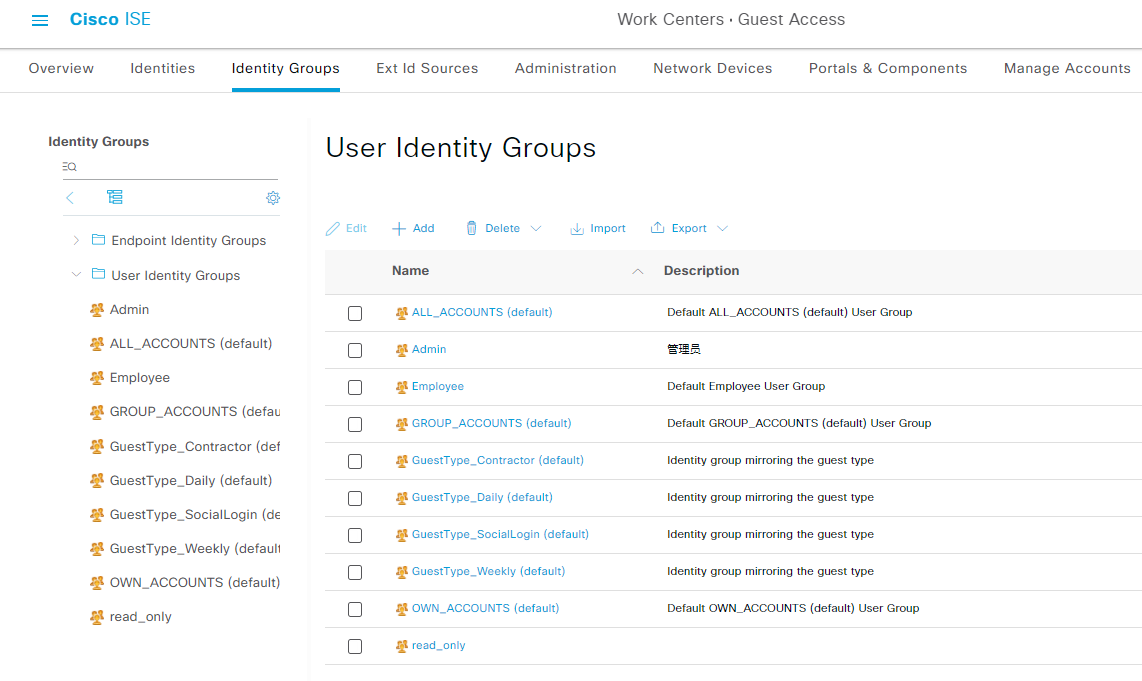 Cisco ISE
Work Centers · Guest Access
Overview Identities Identity Groups Ext Id Sources Administration Network Devices Portals & Components Manage Accounts
Identity Groups
Endpoint Identity Groups
User Identity Groups
Admin
ALL_ACCOUNTS (default)
Employee
GROUP_ACCOUNTS (defau
GuestType_Contractor (def
GuestType_Daily (default)
GuestType_SocialLogin (de
GuestType_Weekly (default
OWN_ACCOUNTS (default)
read_only
User Identity Groups
Edit Add Delete Import Export
Name Description
ALL_ACCOUNTS (default) Default ALL_ACCOUNTS (default) User Group
Admin 管理员
Employee Default Employee User Group
GROUP_ACCOUNTS (default) Default GROUP_ACCOUNTS (default) User Group
GuestType_Contractor (default) Identity group mirroring the guest type
GuestType_Daily (default) Identity group mirroring the guest type
GuestType_SocialLogin (default) Identity group mirroring the guest type
GuestType_Weekly (default) Identity group mirroring the guest type
OWN_ACCOUNTS (default) Default OWN_ACCOUNTS (default) User Group
read_only